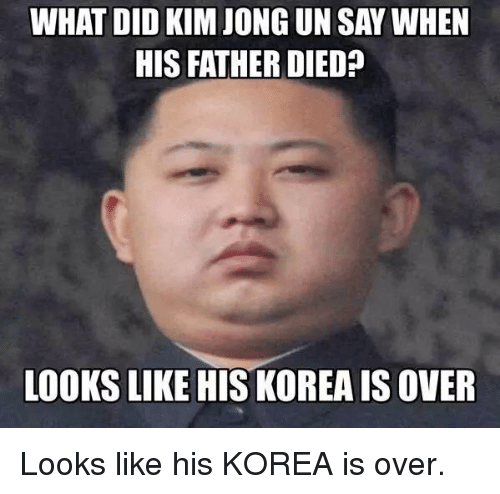 WHAT DID KIM JONG UN SAY WHEN
HIS FATHER DIED?
LOOKS LIKE HIS KOREA IS OVER
Looks like his KOREA is over.